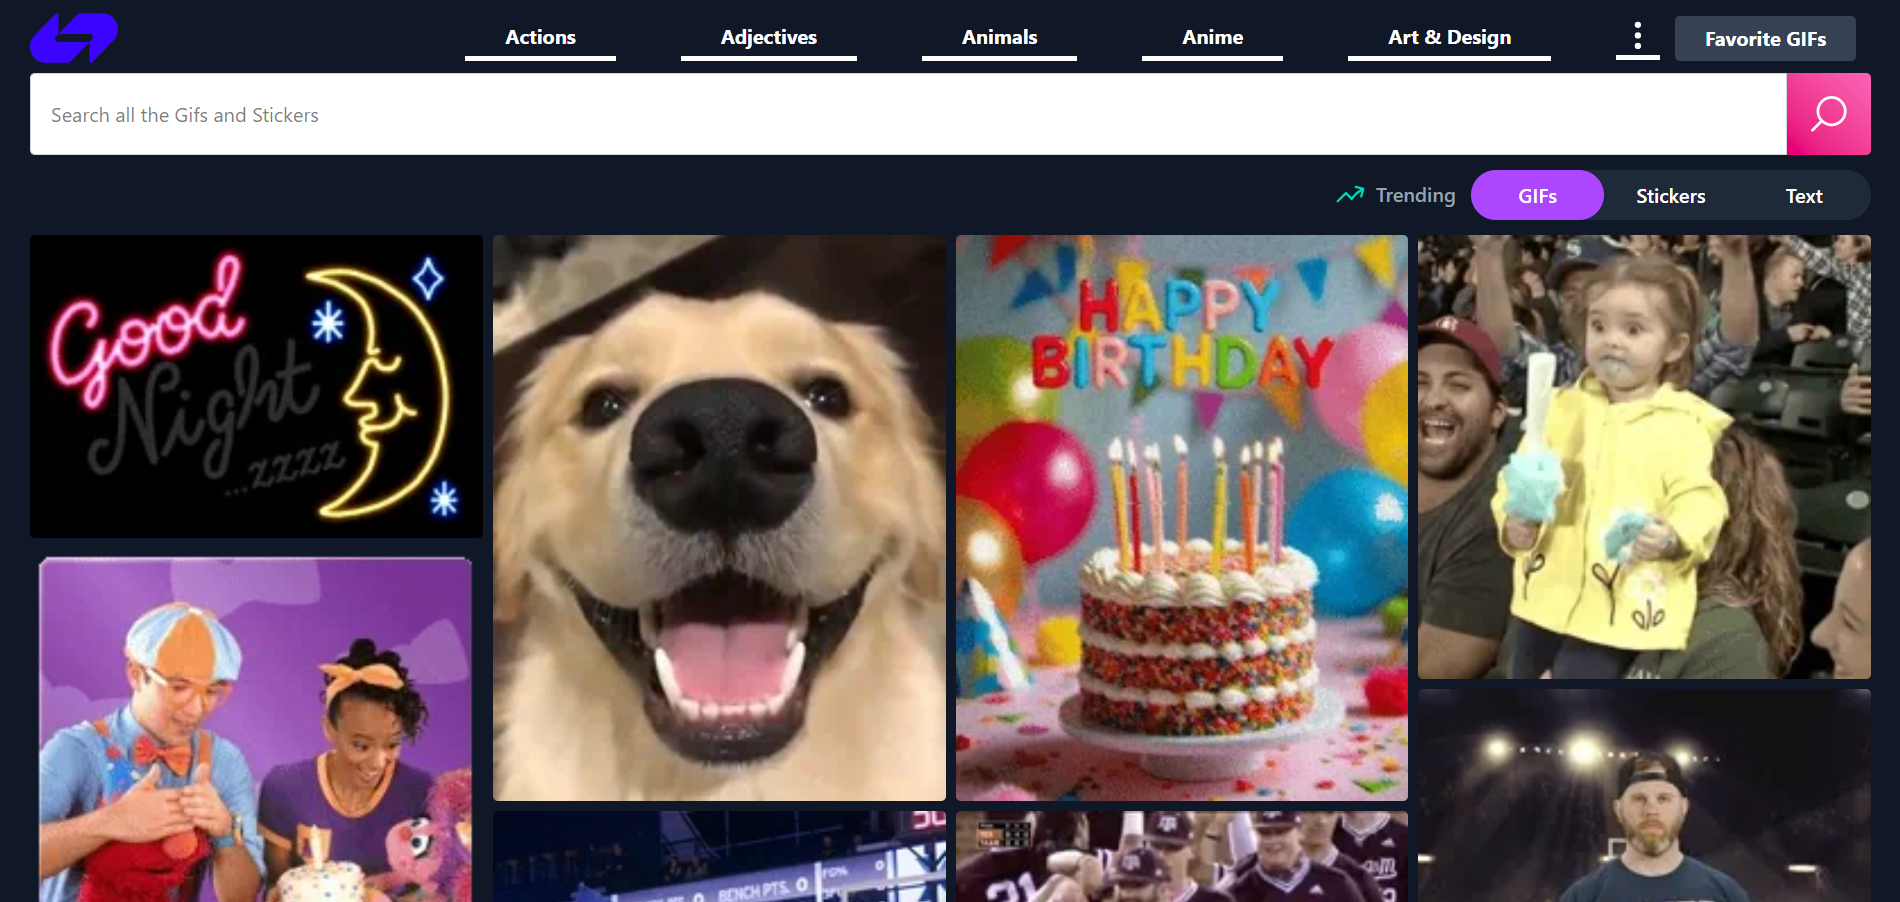 Actions
Adjectives
Animals
Anime
Art & Design
Favorite GIFs
Search all the Gifs and Stickers
Trending
GIFs
Stickers
Text
Good
Night
...zzzz
HAPPY
BIRTHDAY
BENCH PTS. 0